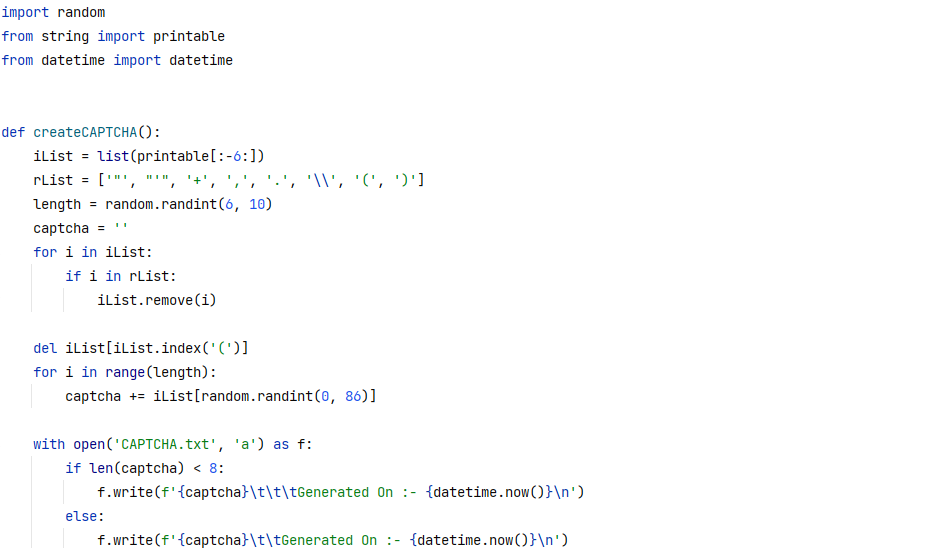 import random
from string import printable
from datetime import datetime


def createCAPTCHA():
    iList = list(printable[:-6:])
    rList = ['"', "'", '+', ',', '.', '\\', '(', ')']
    length = random.randint(6, 10)
    captcha = ''
    for i in iList:
        if i in rList:
            iList.remove(i)

    del iList[iList.index('(')]
    for i in range(length):
        captcha += iList[random.randint(0, 86)]

    with open('CAPTCHA.txt', 'a') as f:
        if len(captcha) < 8:
            f.write(f'{captcha}\t\t\tGenerated On :- {datetime.now()}\n')
        else:
            f.write(f'{captcha}\t\tGenerated On :- {datetime.now()}\n')